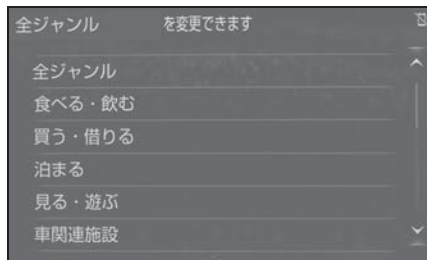 全ジャンル を変更できます
全ジャンル
食べる・飲む
買う・借りる
泊まる
見る・遊ぶ
車関連施設